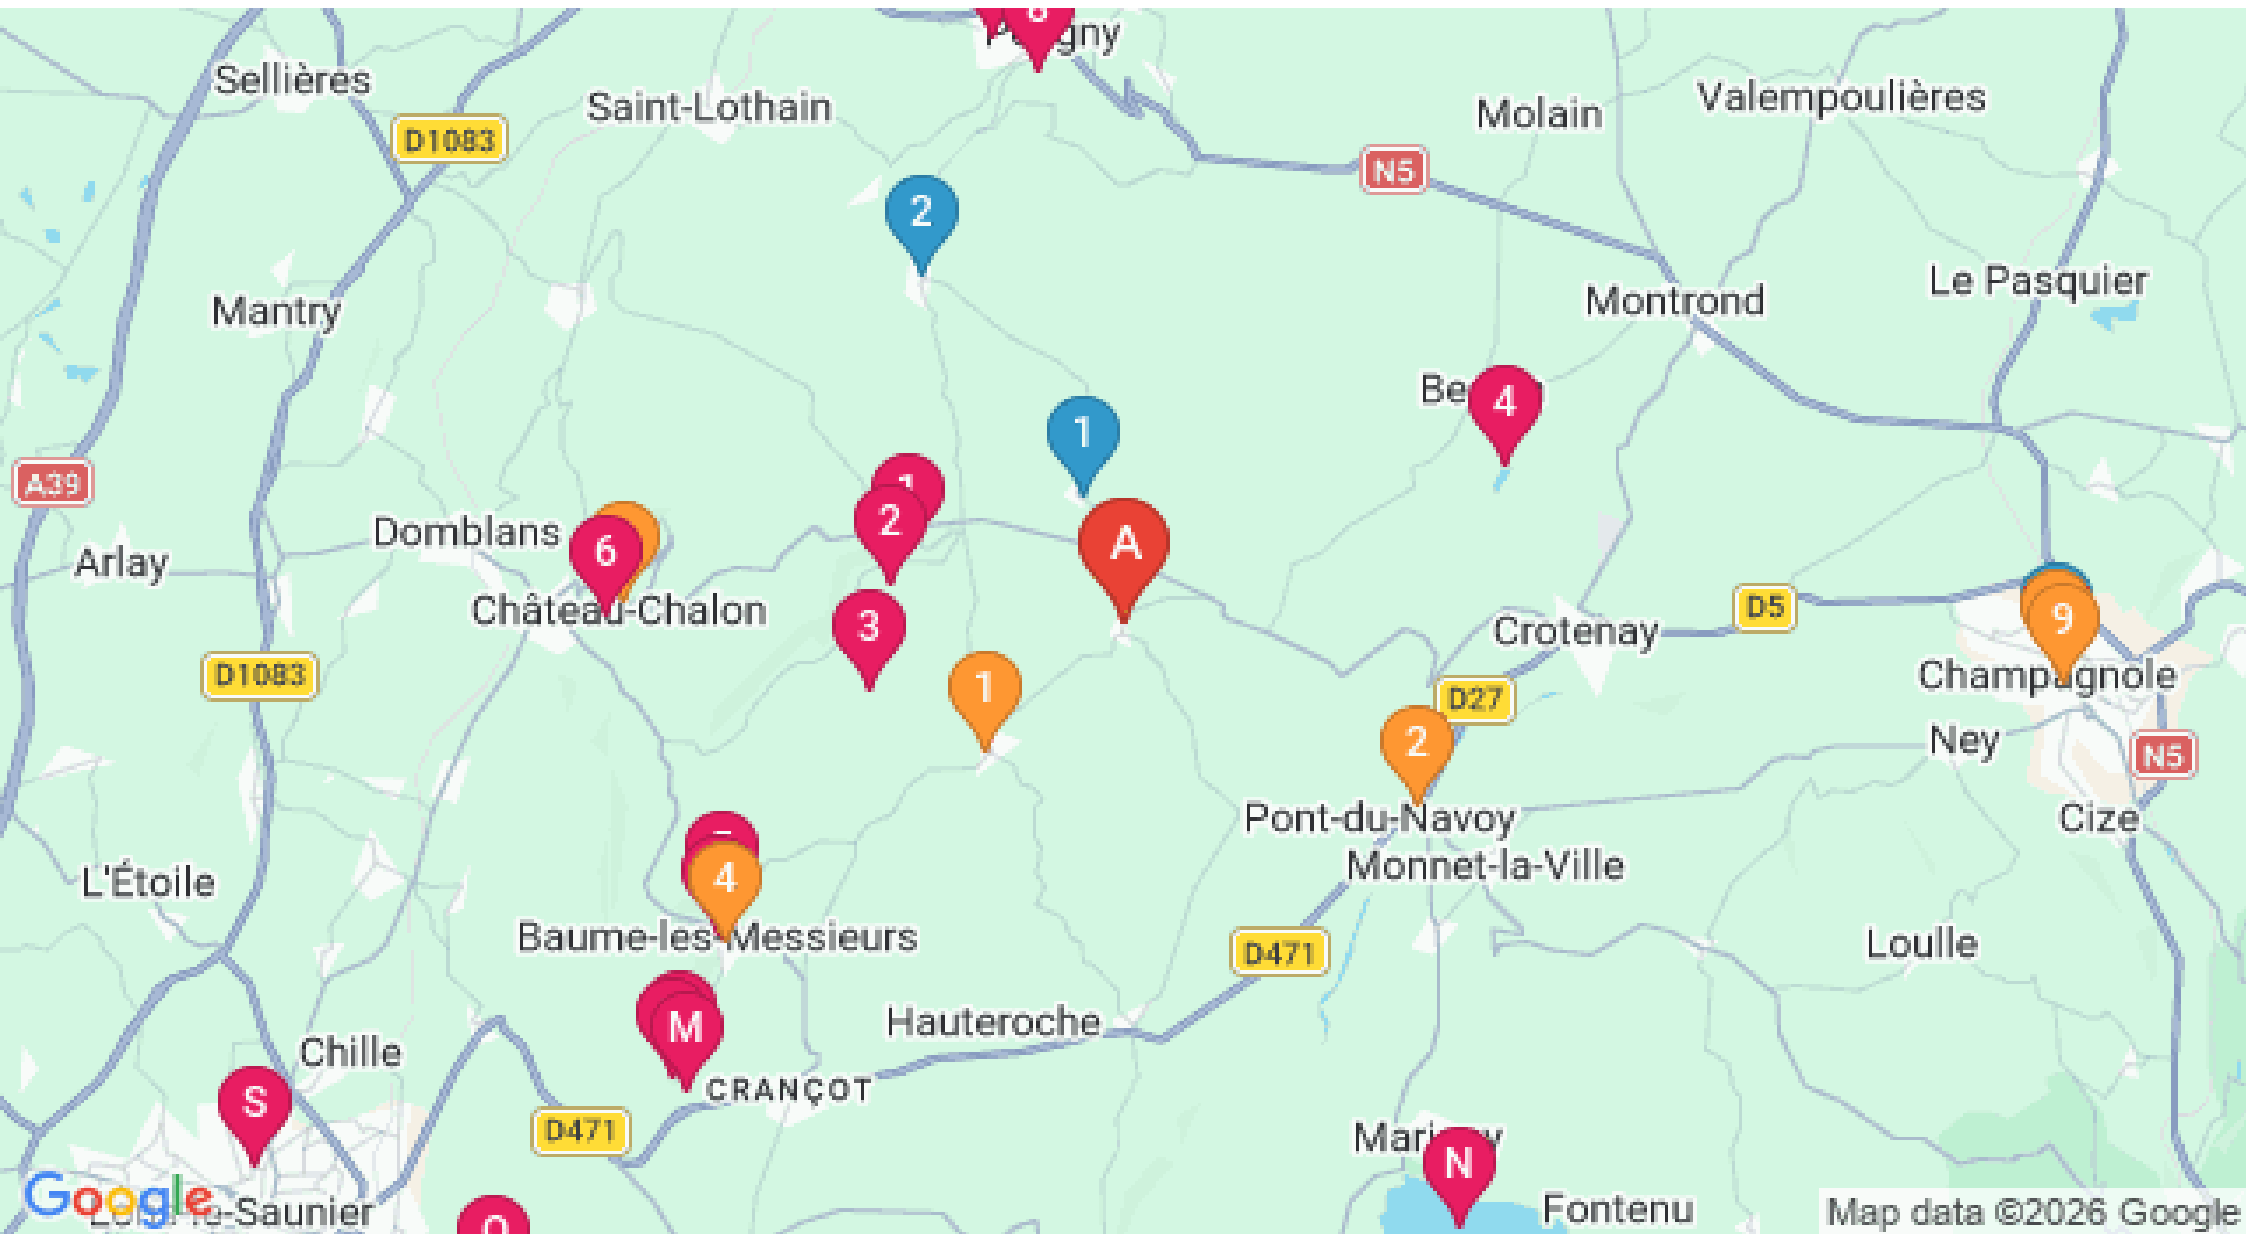 8
Sellières
Saint-Lothain
Molain
Valempoulières
D1083
N5
2
Le Pasquier
Mantry
Montrond
4
1
A39
1
2
A
Domblans
6
Arlay
Château-Chalon
3
D5
Crotenay
9
D1083
1
D27
Champagnole
2
Ney
N5
Pont-du-Navoy
Cize
Monnet-la-Ville
4
L'Étoile
Baume-les-Messieurs
D471
Loulle
M
Hauteroche
Chille
CRANÇOT
S
D471
N
Google
Fontenu
Map data ©2026 Google